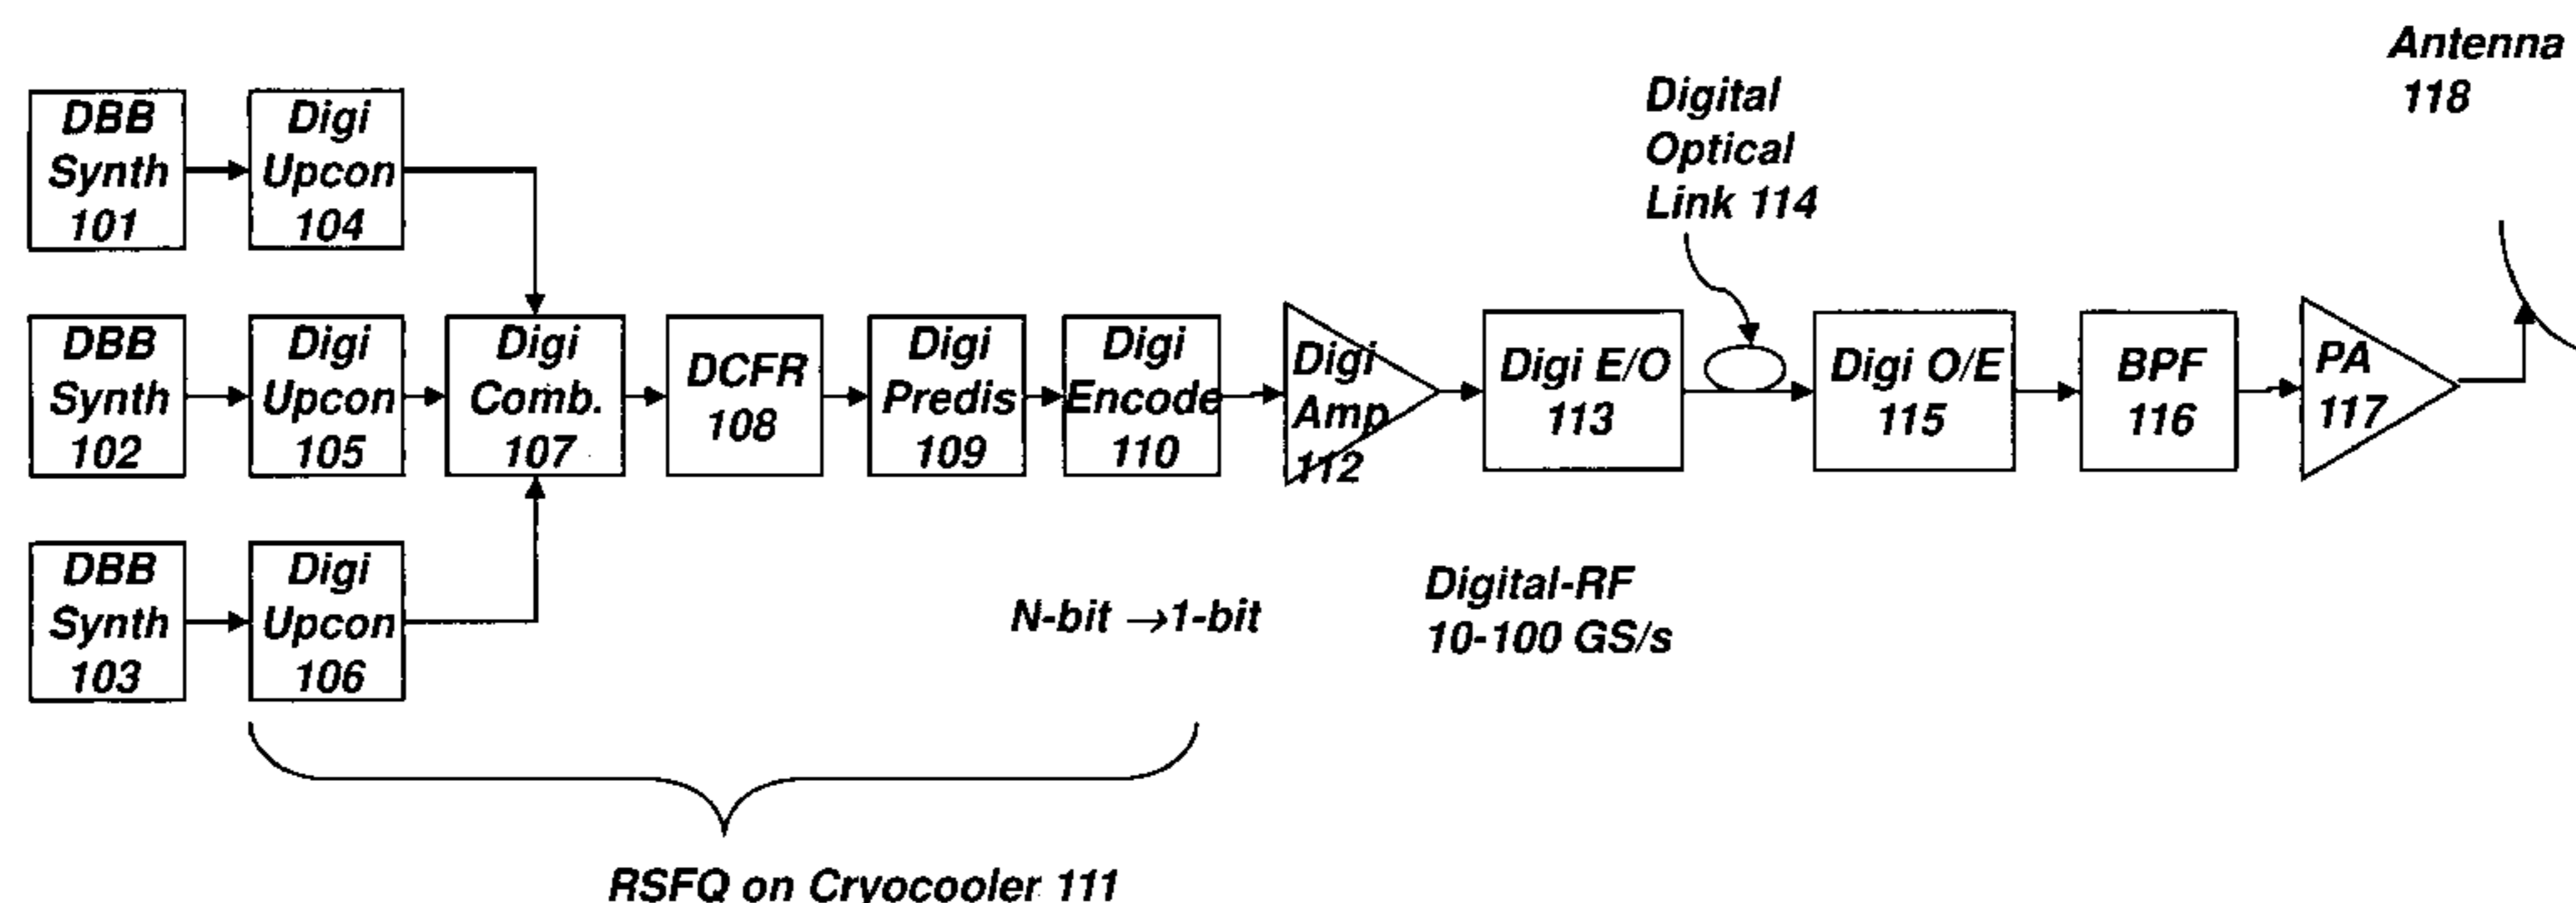 Antenna
118
Digital
Optical
Link 114
DBB
Synth
101
Digi
Upcon
104
DBB
Synth
102
Digi
Upcon
105
Digi
Comb.
107
DCFR
108
Digi
Predis
109
Digi
Encode
110
Digi
Amp
112
Digi E/O
113
Digi O/E
115
BPF
116
PA
117
DBB
Synth
103
Digi
Upcon
106
N-bit →1-bit
Digital-RF
10-100 GS/s
RSFQ on Cryocooler 111